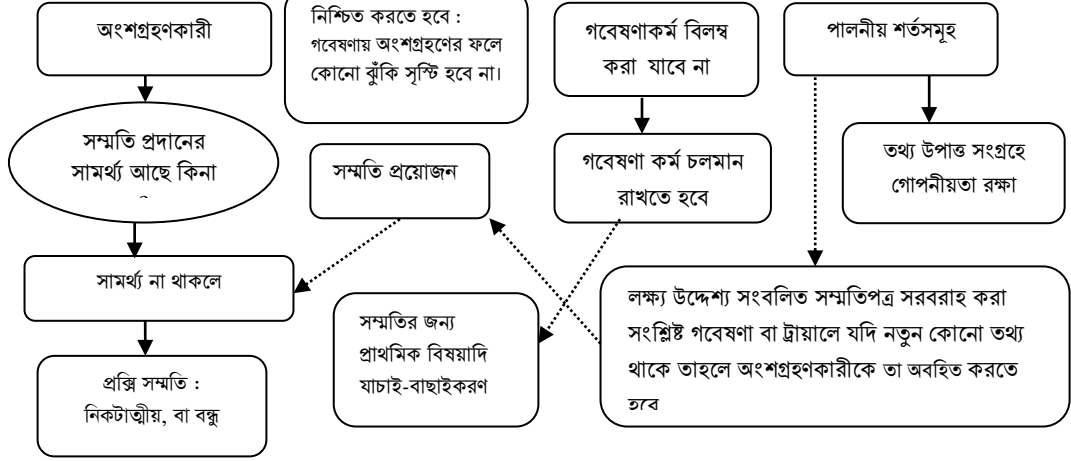 অংশগ্রহণকারী
নিশ্চিত করতে হবে :
গবেষণায় অংশগ্রহণের ফলে
কোনো ঝুঁকি সৃস্টি হবে না।
গবেষণাকর্ম বিলম্ব
করা যাবে না
পালনীয় শর্তসমূহ
সম্মতি প্রদানের
সামর্থ্য আছে কিনা
সম্মতি প্রয়োজন
গবেষণা কর্ম চলমান
রাখতে হবে
তথ্য উপাত্ত সংগ্রহে
গোপনীয়তা রক্ষা
সামর্থ্য না থাকলে
সম্মতির জন্য
প্রাথমিক বিষয়াদি
যাচাই-বাছাইকরণ
লক্ষ্য উদ্দেশ্য সংবলিত সম্মতিপত্র সরবরাহ করা
সংশ্লিষ্ট গবেষণা বা ট্রায়ালে যদি নতুন কোনো তথ্য
থাকে তাহলে অংশগ্রহণকারীকে তা অবহিত করতে
হবে
প্রক্সি সম্মতি :
নিকটাত্মীয়, বা বন্ধু